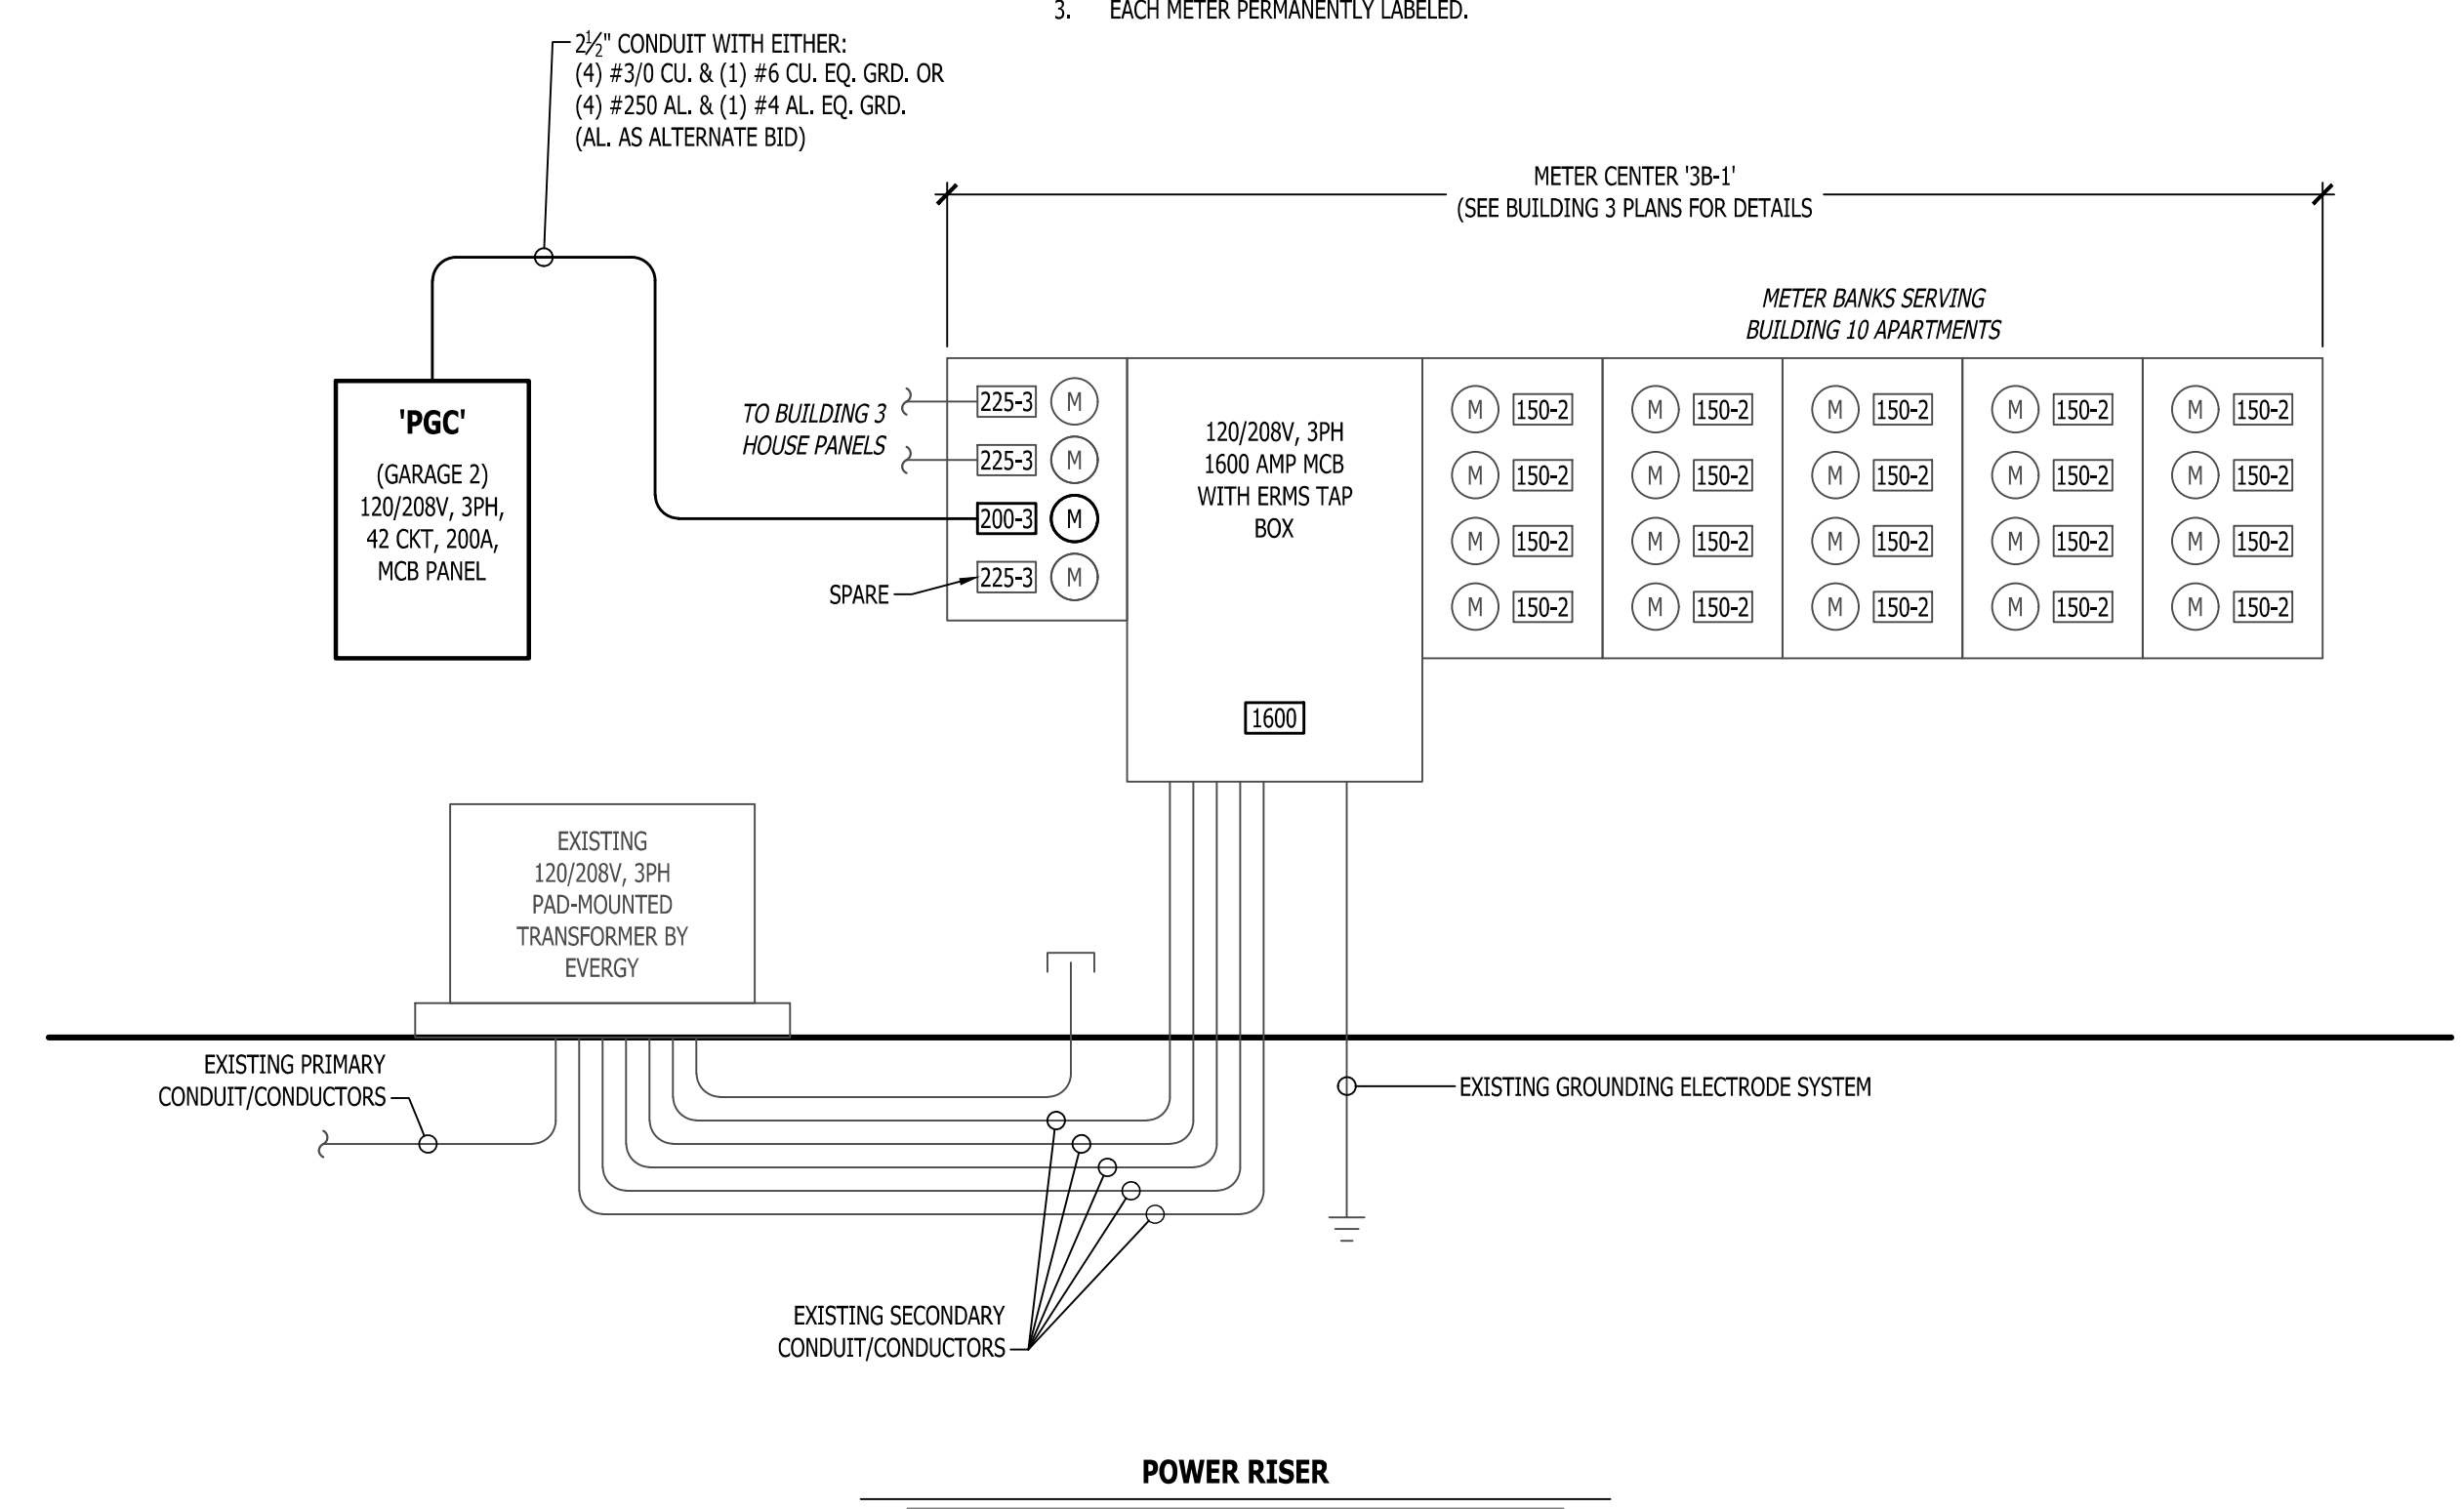 3. EACH METER PERMANENTLY LABELED.
2½" CONDUIT WITH EITHER:
(4) #3/0 CU. & (1) #6 CU. EQ. GRD. OR
(4) #250 AL. & (1) #4 AL. EQ. GRD.
(AL. AS ALTERNATE BID)
METER CENTER '3B-1'
(SEE BUILDING 3 PLANS FOR DETAILS
METER BANKS SERVING
BUILDING 10 APARTMENTS
'PGC'
(GARAGE 2)
120/208V, 3PH,
42 CKT, 200A,
MCB PANEL
TO BUILDING 3
HOUSE PANELS
SPARE
225-3 M
225-3 M
200-3 M
225-3 M
120/208V, 3PH
1600 AMP MCB
WITH ERMS TAP
BOX
1600
M 150-2 M 150-2 M 150-2 M 150-2 M 150-2
M 150-2 M 150-2 M 150-2 M 150-2 M 150-2
M 150-2 M 150-2 M 150-2 M 150-2 M 150-2
M 150-2 M 150-2 M 150-2 M 150-2 M 150-2
EXISTING
120/208V, 3PH
PAD-MOUNTED
TRANSFORMER BY
EVERGY
EXISTING PRIMARY
CONDUIT/CONDUCTORS
EXISTING GROUNDING ELECTRODE SYSTEM
EXISTING SECONDARY
CONDUIT/CONDUCTORS
POWER RISER